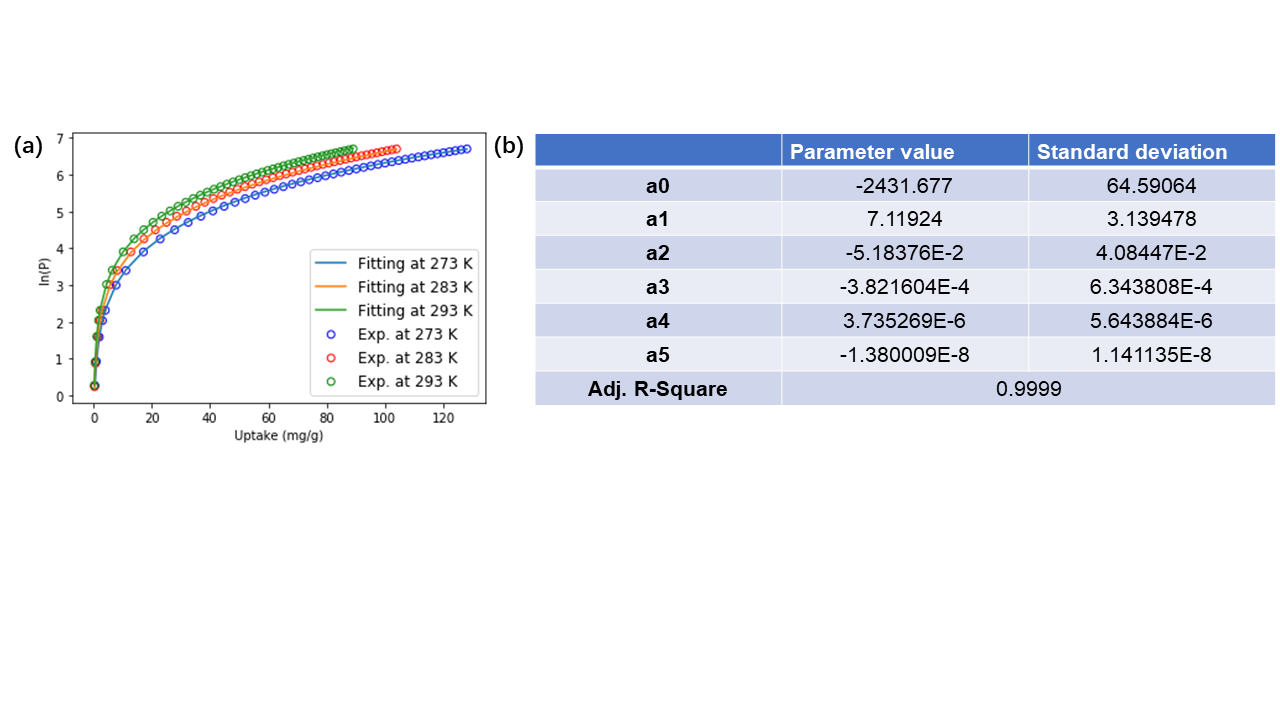 (a)
7
6
5
4
3
2
1
0
ln(P)
0 20 40 60 80 100 120
Uptake (mg/g)
Fitting at 273 K
Fitting at 283 K
Fitting at 293 K
Exp. at 273 K
Exp. at 283 K
Exp. at 293 K
(b)
Parameter value Standard deviation
a0 -2431.677 64.59064
a1 7.11924 3.139478
a2 -5.18376E-2 4.08447E-2
a3 -3.821604E-4 6.343808E-4
a4 3.735269E-6 5.643884E-6
a5 -1.380009E-8 1.141135E-8
Adj. R-Square 0.9999